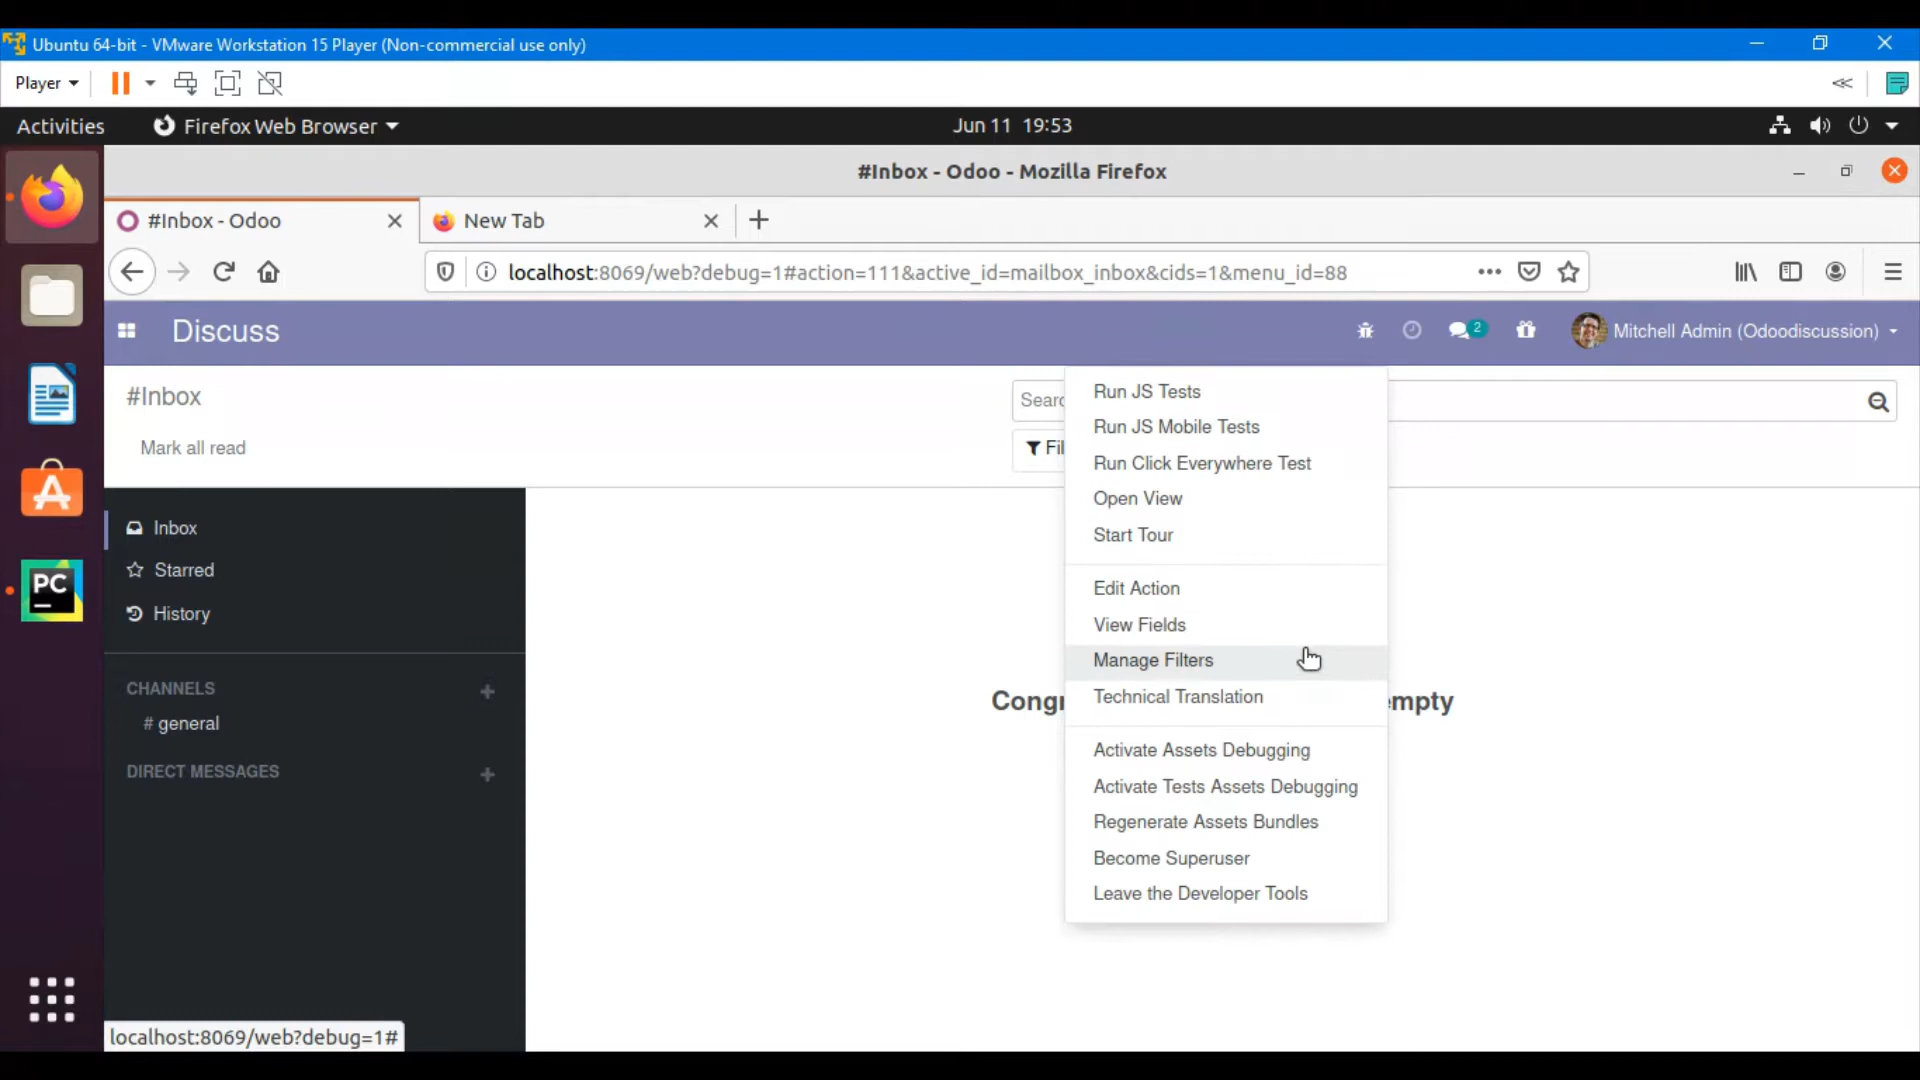 Ubuntu 64-bit - VMware Workstation 15 Player (Non-commercial use only)
Player
Activities
Firefox Web Browser
Jun 11 19:53
#Inbox - Odoo - Mozilla Firefox
#Inbox - Odoo
New Tab
localhost:8069/web?debug=1#action=111&active_id=mailbox_inbox&cids=1&menu_id=88
Discuss
2
Mitchell Admin (Odoodiscussion)
#Inbox
Searc
Mark all read
Fil
Run JS Tests
Run JS Mobile Tests
Run Click Everywhere Test
Open View
Start Tour
Edit Action
View Fields
Manage Filters
Technical Translation
Activate Assets Debugging
Activate Tests Assets Debugging
Regenerate Assets Bundles
Become Superuser
Leave the Developer Tools
Inbox
Starred
History
CHANNELS
# general
DIRECT MESSAGES
Congr
mpty
PC
localhost:8069/web?debug=1#